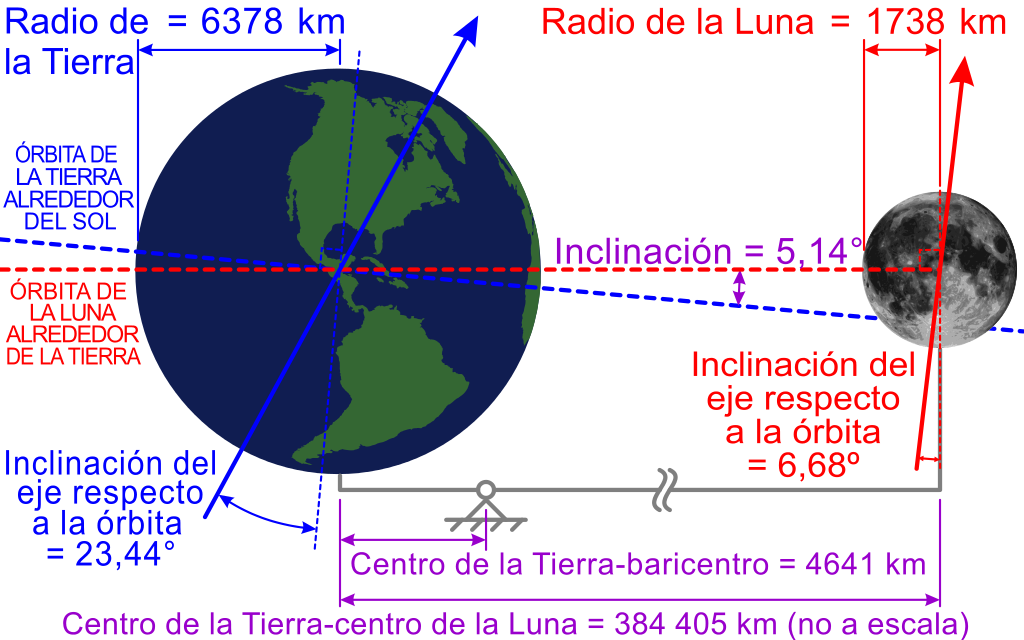 Radio de = 6378 km
la Tierra
Radio de la Luna = 1738 km
ÓRBITA DE
LA TIERRA
ALREDEDOR
DEL SOL
Inclinación = 5,14°
ÓRBITA DE
LA LUNA
ALREDEDOR
DE LA TIERRA
Inclinación del
eje respecto
a la órbita
= 6,68º
Inclinación del
eje respecto
a la órbita
= 23,44°
Centro de la Tierra-baricentro = 4641 km
Centro de la Tierra-centro de la Luna = 384 405 km (no a escala)